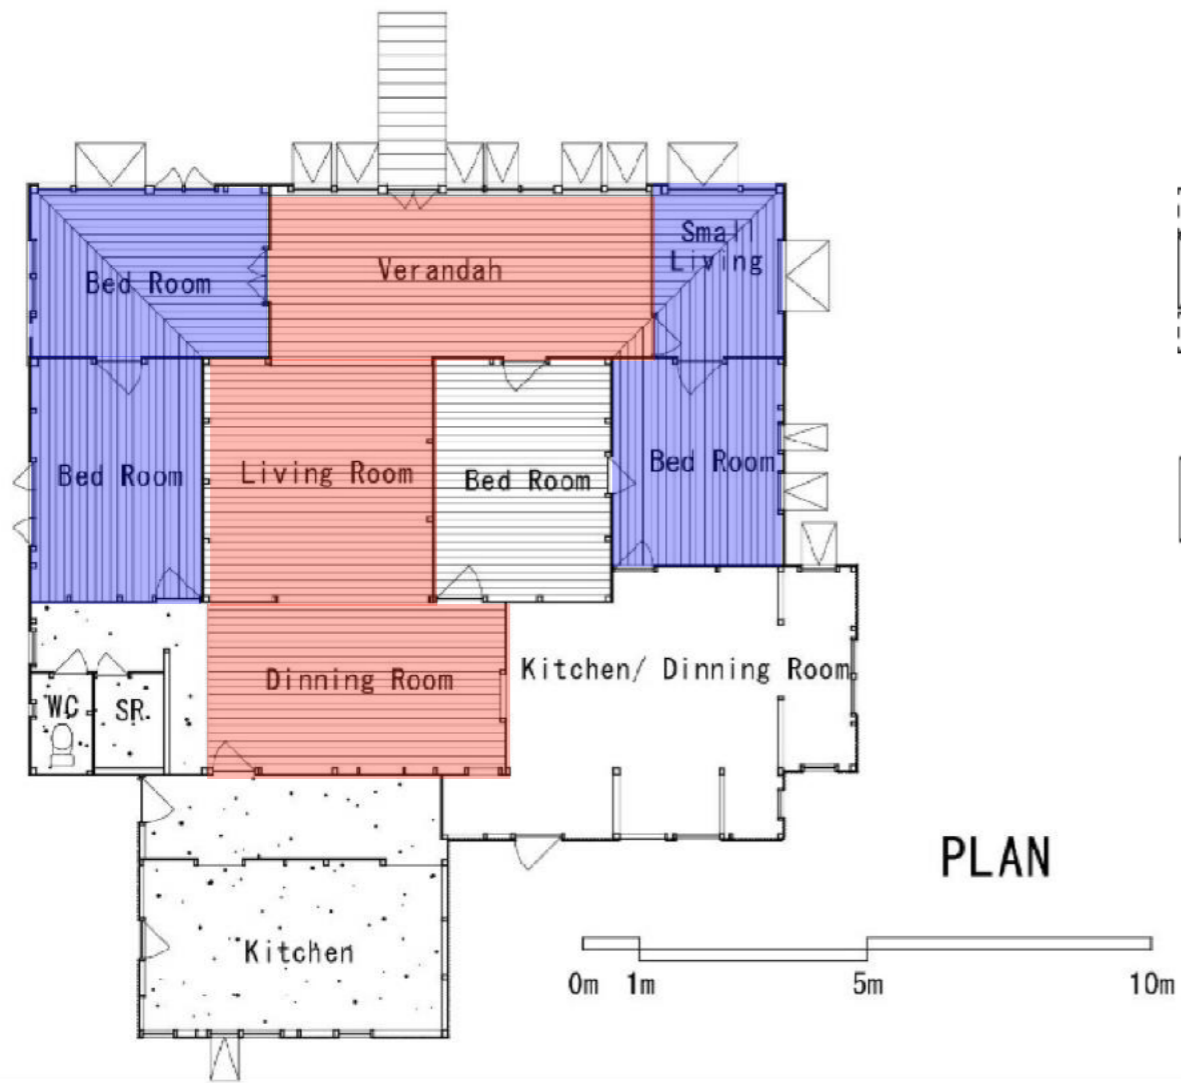 Small
Living
Bed Room
Verandah
Bed Room
Living Room
Bed Room
Bed Room
Kitchen/ Dinning Room
Dinning Room
WC
SR.
PLAN
Kitchen
0m 1m 5m 10m